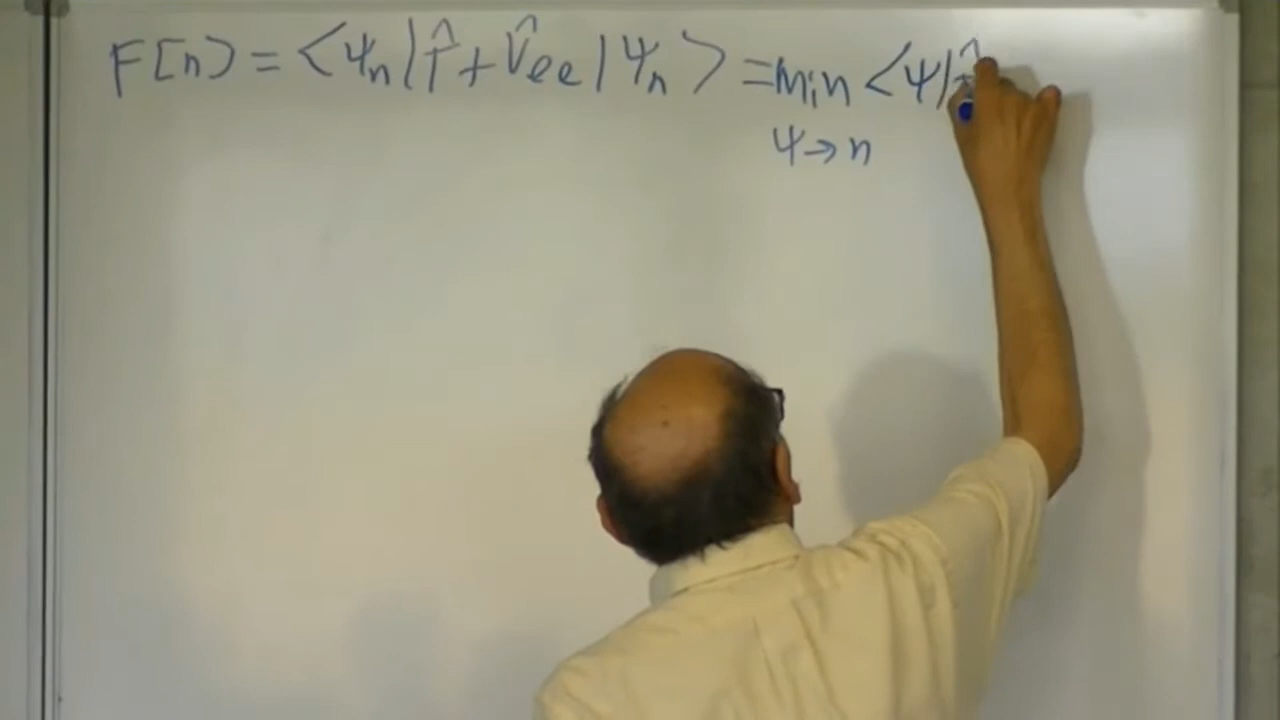 F[n] = <Ψn|T̂+V̂ee|Ψn> = Min <Ψ|
Ψ→n